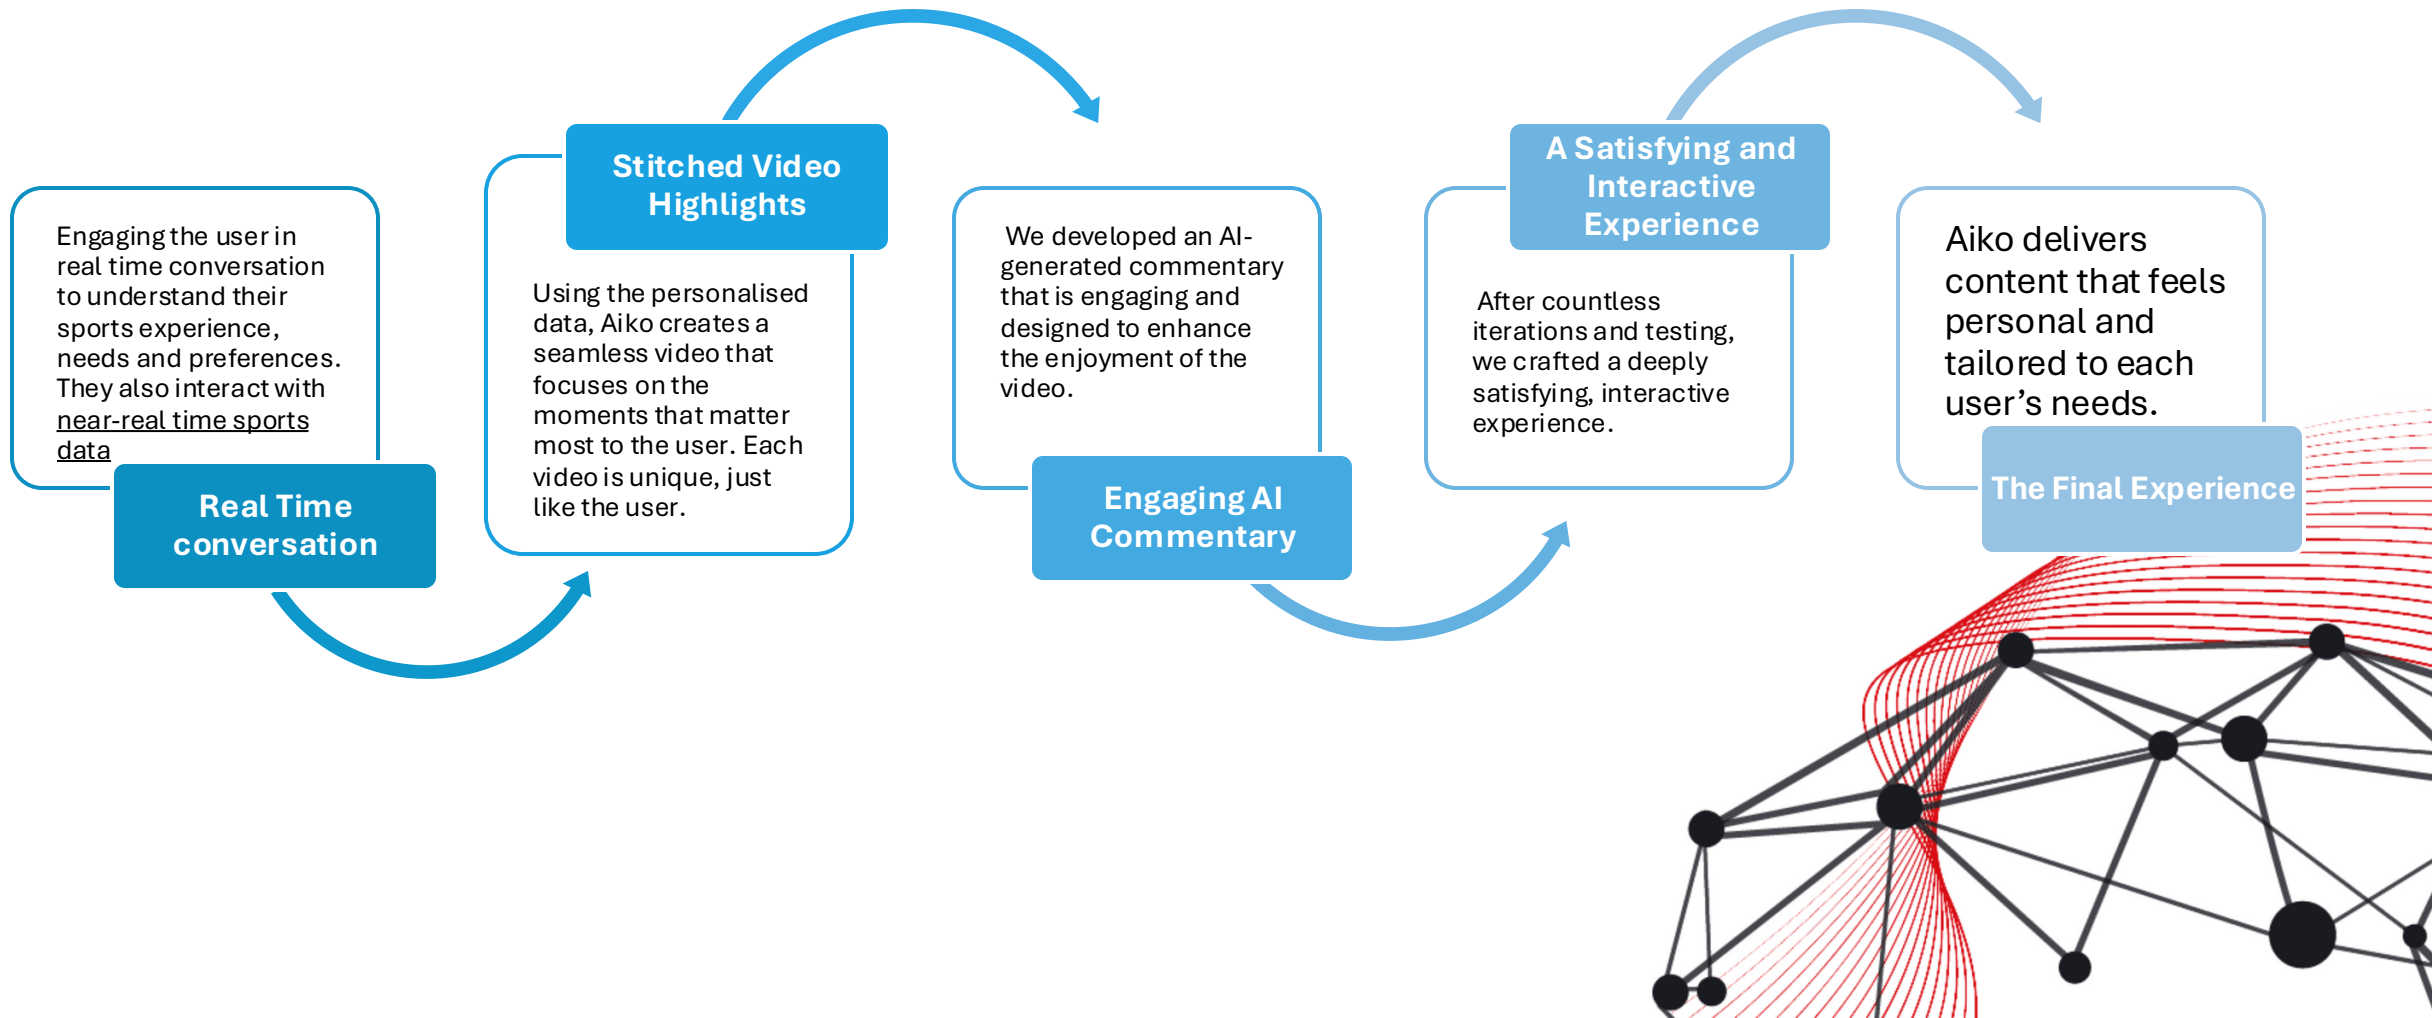 Engaging the user in
real time conversation
to understand their
sports experience,
needs and preferences.
They also interact with
near-real time sports
data
Real Time
conversation
Stitched Video
Highlights
Using the personalised
data, Aiko creates a
seamless video that
focuses on the
moments that matter
most to the user. Each
video is unique, just
like the user.
We developed an AI-
generated commentary
that is engaging and
designed to enhance
the enjoyment of the
video.
Engaging AI
Commentary
A Satisfying and
Interactive
Experience
After countless
iterations and testing,
we crafted a deeply
satisfying, interactive
experience.
Aiko delivers
content that feels
personal and
tailored to each
user’s needs.
The Final Experience